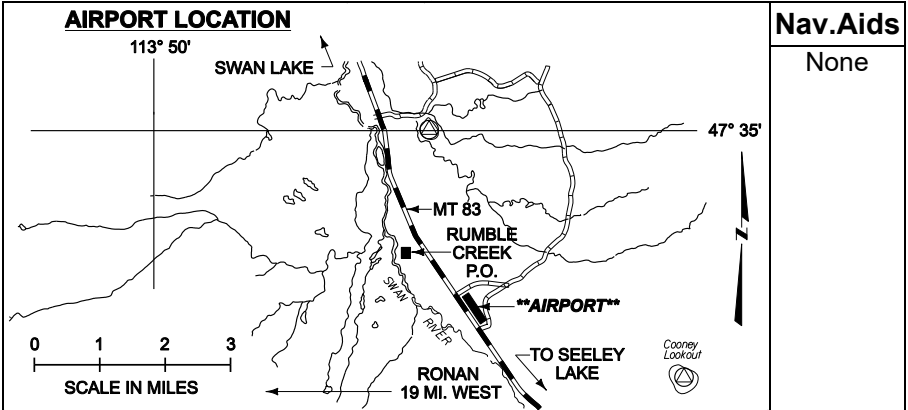 AIRPORT LOCATION
113° 50'
SWAN LAKE
47° 35'
MT 83
RUMBLE
CREEK
P.O.
SWAN
RIVER
**AIRPORT**
N
0 1 2 3
SCALE IN MILES
RONAN
19 MI. WEST
TO SEELEY
LAKE
Cooney
Lookout
Nav.Aids
None